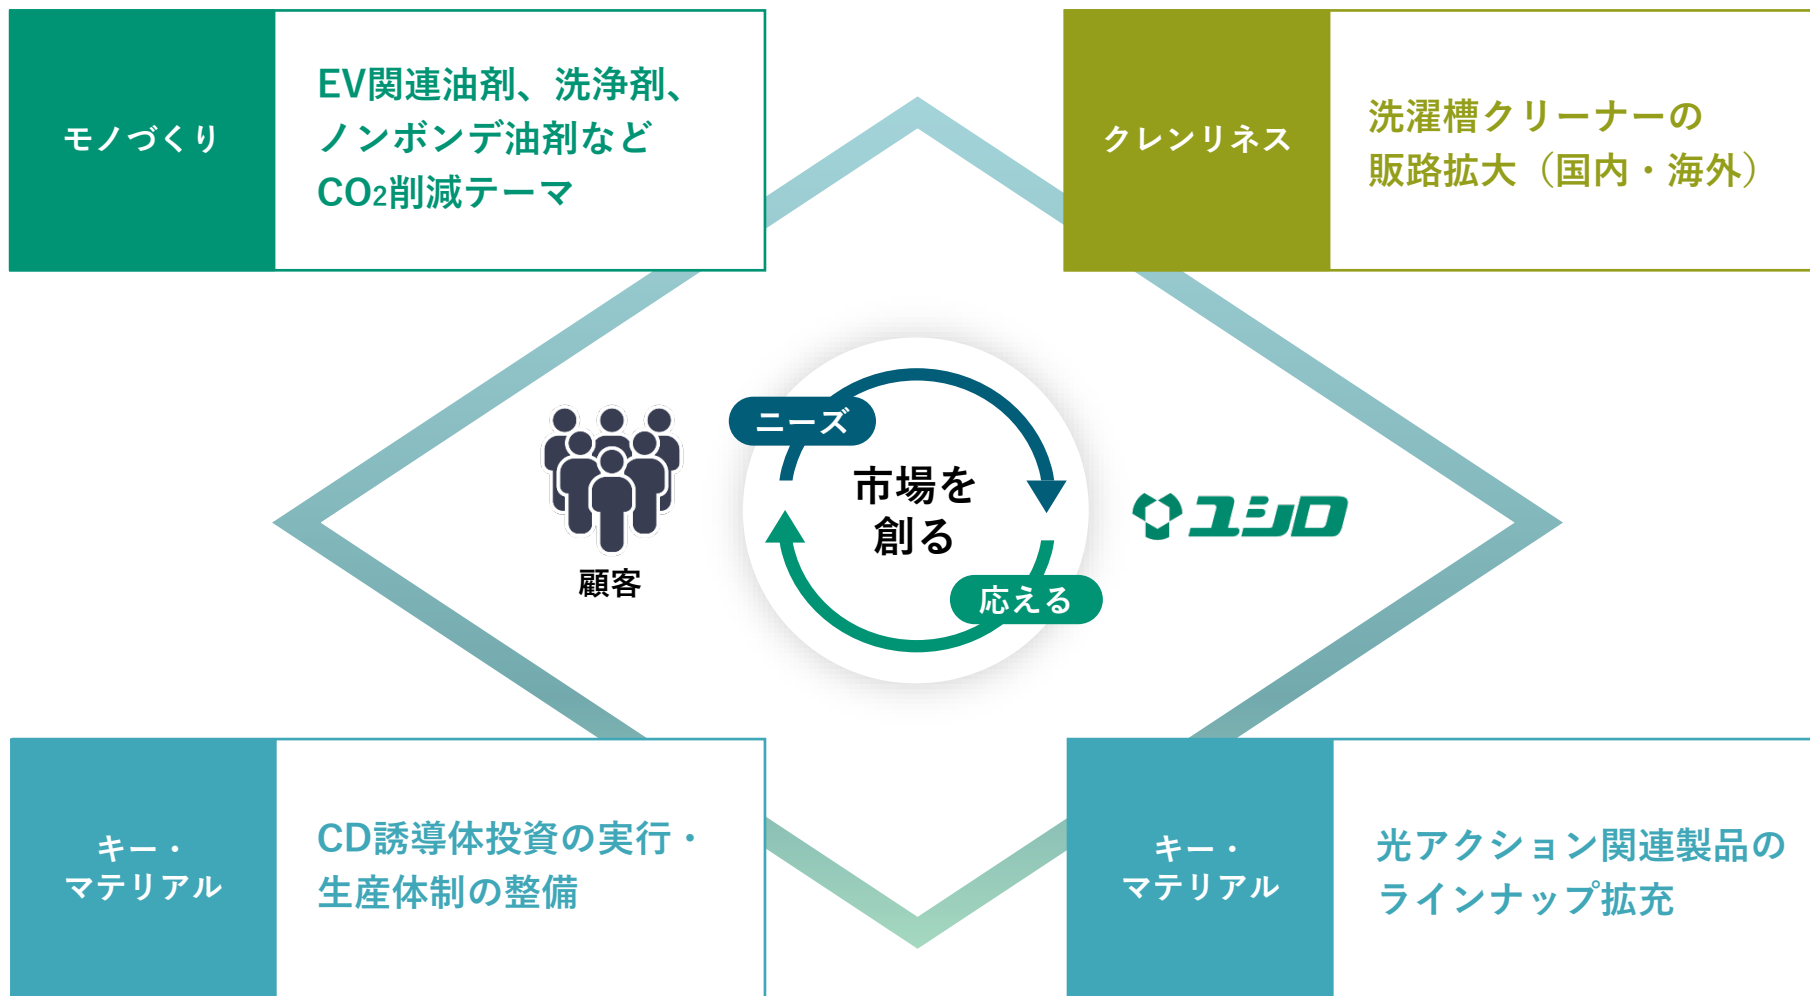 モノづくり
EV関連油剤、洗浄剤、
ノンボンデ油剤など
CO2削減テーマ
クレンリネス
洗濯槽クリーナーの
販路拡大（国内・海外）
ニーズ
市場を
創る
応える
顧客
ユシロ
キー・
マテリアル
CD誘導体投資の実行・
生産体制の整備
キー・
マテリアル
光アクション関連製品の
ラインナップ拡充